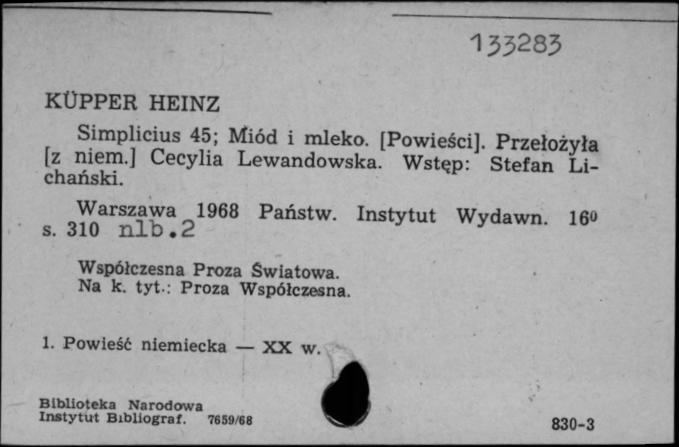 133283
KÜPPER HEINZ
Simplicius 45; Miód i mleko. [Powieści]. Przełożyła
[z niem.] Cecylia Lewandowska. Wstęp: Stefan Li-
chański.
Warszawa 1968 Państw. Instytut Wydawn. 16⁰
s. 310 nlb.2
Współczesna Proza Światowa.
Na k. tyt.: Proza Współczesna.
1. Powieść niemiecka — XX w.
Biblioteka Narodowa
Instytut Bibliograf. 7659/68
830-3